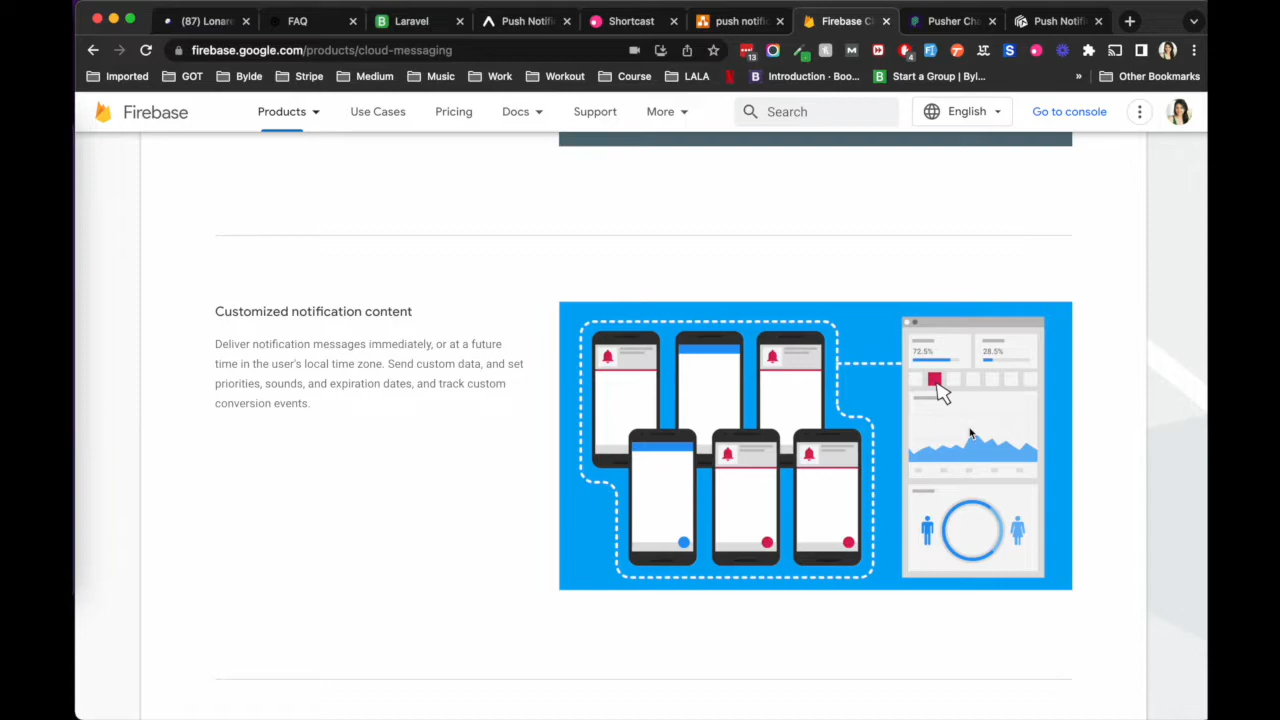 (87) Lonar
FAQ
Laravel
Push Notifi
Shortcast
push notific
Firebase Cl
Pusher Cha
Push Notifi
firebase.google.com/products/cloud-messaging
13
4
Imported
GOT
Bylde
Stripe
Medium
Music
Work
Workout
Course
LALA
Introduction · Boo...
Start a Group | Byl...
»
Other Bookmarks
Firebase
Products
Use Cases
Pricing
Docs
Support
More
Search
English
Go to console
Customized notification content
Deliver notification messages immediately, or at a future
time in the user's local time zone. Send custom data, and set
priorities, sounds, and expiration dates, and track custom
conversion events.
72.5%
28.5%